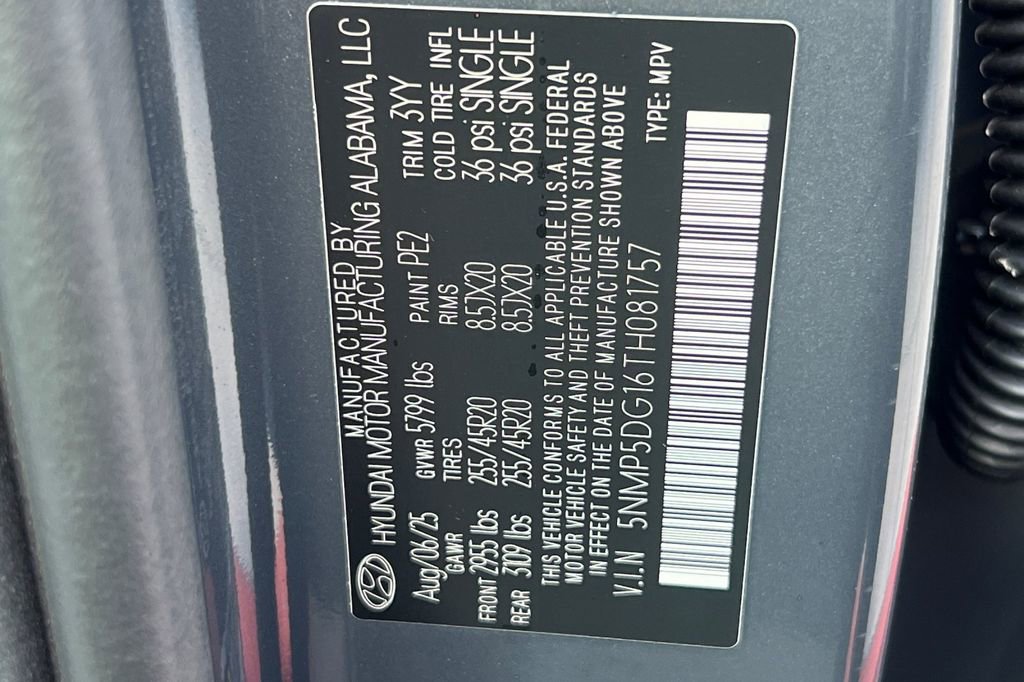 MANUFACTURED BY
HYUNDAI MOTOR MANUFACTURING ALABAMA, LLC
Aug/06/25 GVWR 5799 lbs PAINT PE2 TRIM 3YY
GAWR TIRES RIMS COLD TIRE INFL
FRONT 2955 lbs 255/45R20 8.5JX20 36 psi SINGLE
REAR 3109 lbs 255/45R20 8.5JX20 36 psi SINGLE
THIS VEHICLE CONFORMS TO ALL APPLICABLE U.S.A. FEDERAL
MOTOR VEHICLE SAFETY AND THEFT PREVENTION STANDARDS
IN EFFECT ON THE DATE OF MANUFACTURE SHOWN ABOVE
V.I.N 5NMP5DG16TH081757 TYPE: MPV